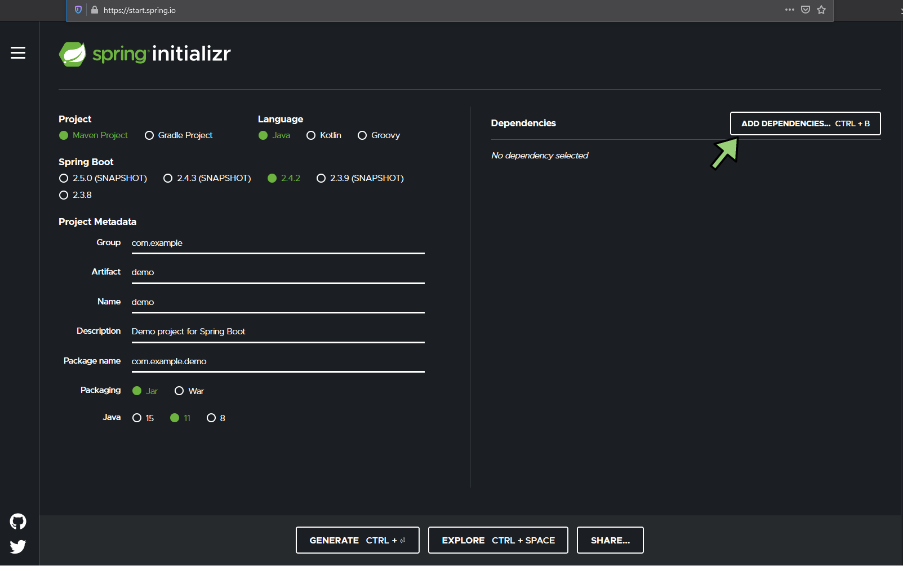 https://start.spring.io
spring initializr
Project
Maven Project Gradle Project
Language
Java Kotlin Groovy
Spring Boot
2.5.0 (SNAPSHOT) 2.4.3 (SNAPSHOT) 2.4.2 2.3.9 (SNAPSHOT)
2.3.8
Project Metadata
Group com.example
Artifact demo
Name demo
Description Demo project for Spring Boot
Package name com.example.demo
Packaging Jar War
Java 15 11 8
Dependencies ADD DEPENDENCIES... CTRL + B
No dependency selected
GENERATE CTRL + ⏎ EXPLORE CTRL + SPACE SHARE...